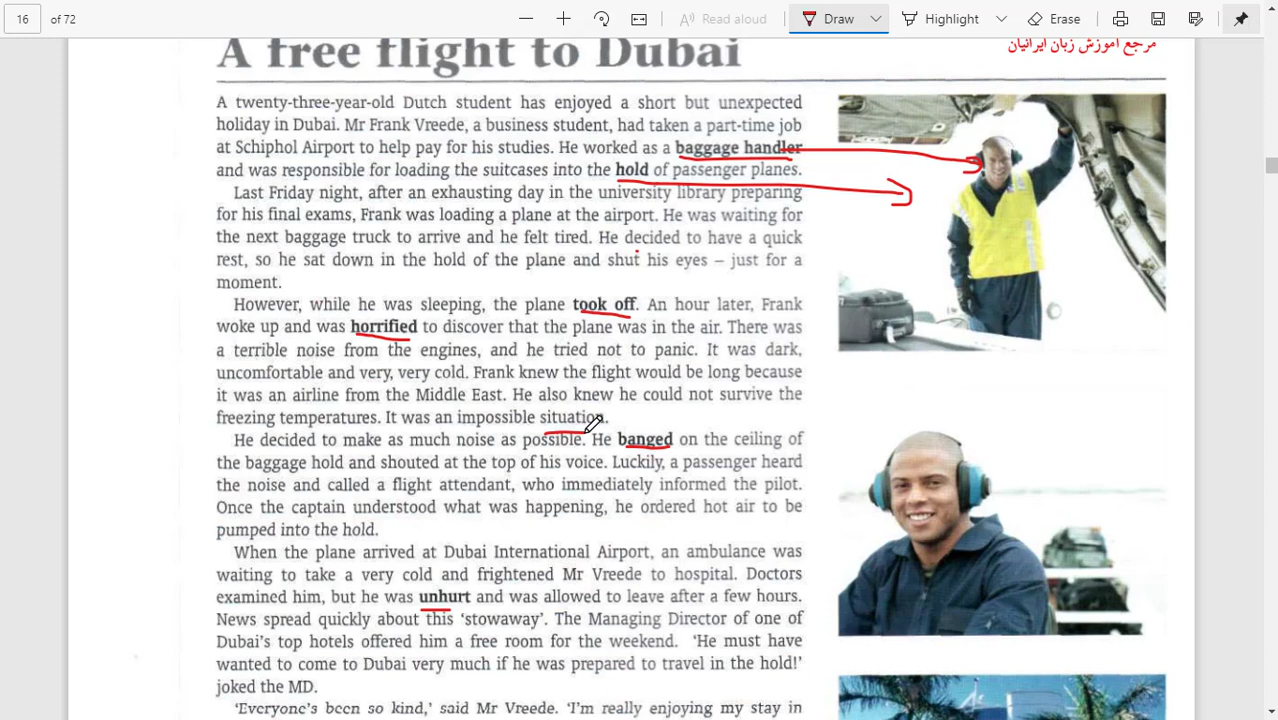 16 of 72
Read aloud
Draw
Highlight
Erase
A free flight to Dubai
مرجع آموزش زبان ایرانیان
A twenty-three-year-old Dutch student has enjoyed a short but unexpected
holiday in Dubai. Mr Frank Vreede, a business student, had taken a part-time job
at Schiphol Airport to help pay for his studies. He worked as a baggage handler
and was responsible for loading the suitcases into the hold of passenger planes.
Last Friday night, after an exhausting day in the university library preparing
for his final exams, Frank was loading a plane at the airport. He was waiting for
the next baggage truck to arrive and he felt tired. He decided to have a quick
rest, so he sat down in the hold of the plane and shut his eyes – just for a
moment.
However, while he was sleeping, the plane took off. An hour later, Frank
woke up and was horrified to discover that the plane was in the air. There was
a terrible noise from the engines, and he tried not to panic. It was dark,
uncomfortable and very, very cold. Frank knew the flight would be long because
it was an airline from the Middle East. He also knew he could not survive the
freezing temperatures. It was an impossible situation.
He decided to make as much noise as possible. He banged on the ceiling of
the baggage hold and shouted at the top of his voice. Luckily, a passenger heard
the noise and called a flight attendant, who immediately informed the pilot.
Once the captain understood what was happening, he ordered hot air to be
pumped into the hold.
When the plane arrived at Dubai International Airport, an ambulance was
waiting to take a very cold and frightened Mr Vreede to hospital. Doctors
examined him, but he was unhurt and was allowed to leave after a few hours.
News spread quickly about this ‘stowaway’. The Managing Director of one of
Dubai’s top hotels offered him a free room for the weekend. ‘He must have
wanted to come to Dubai very much if he was prepared to travel in the hold!’
joked the MD.
‘Everyone’s been so kind,’ said Mr Vreede. ‘I’m really enjoying my stay in